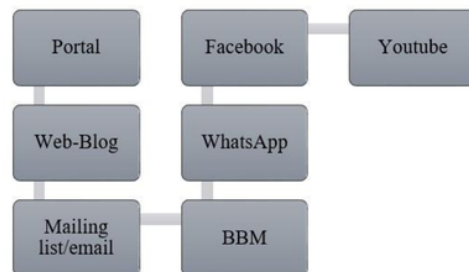 Portal
Facebook
Youtube
Web-Blog
WhatsApp
Mailing
list/email
BBM